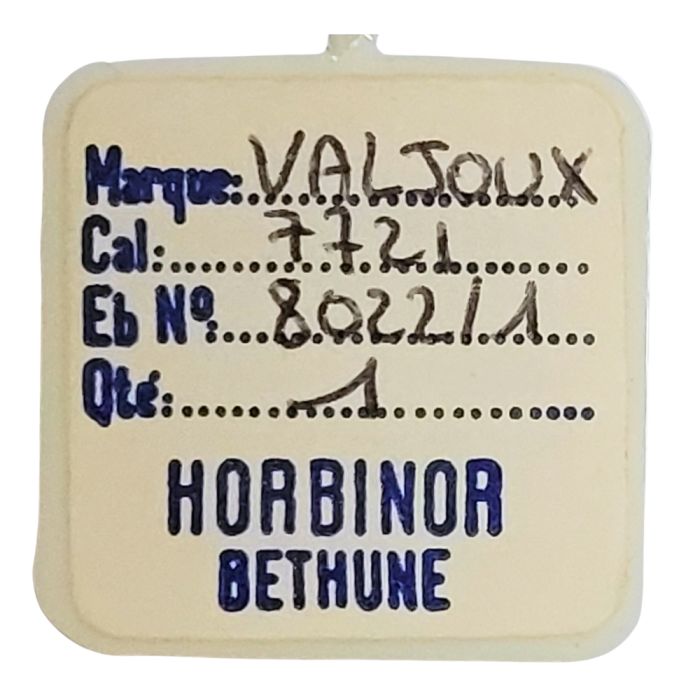 Marque: VALJOUX
Cal: 7721
Eb Nº: 8022/1
Qté: 1
HORBINOR
BETHUNE